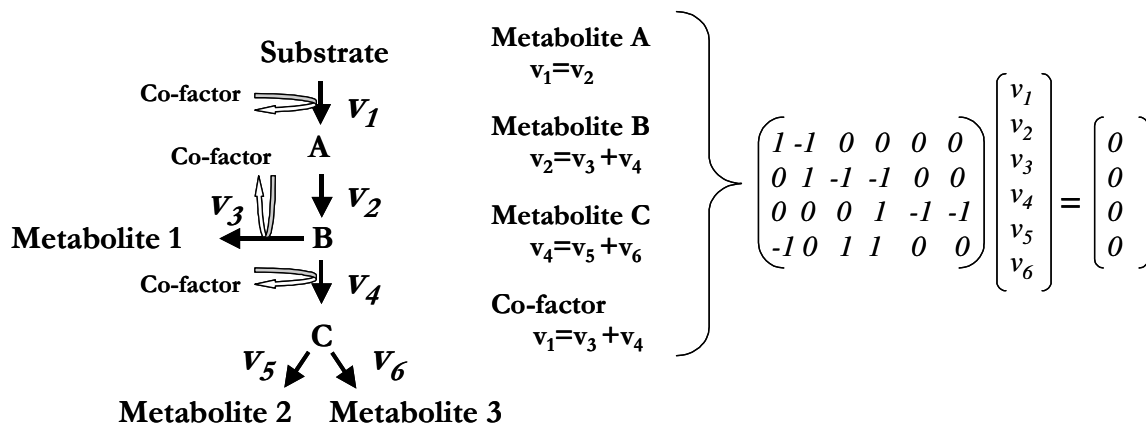 Substrate
Co-factor
v₁
A
Co-factor
v₃
v₂
Metabolite 1
B
Co-factor
v₄
C
v₅
v₆
Metabolite 2
Metabolite 3
Metabolite A
v₁=v₂
Metabolite B
v₂=v₃+v₄
Metabolite C
v₄=v₅+v₆
Co-factor
v₁=v₃+v₄
1 -1 0 0 0 0
0 1 -1 -1 0 0
0 0 0 1 -1 -1
-1 0 1 1 0 0
v₁
v₂
v₃
v₄
v₅
v₆
=
0
0
0
0